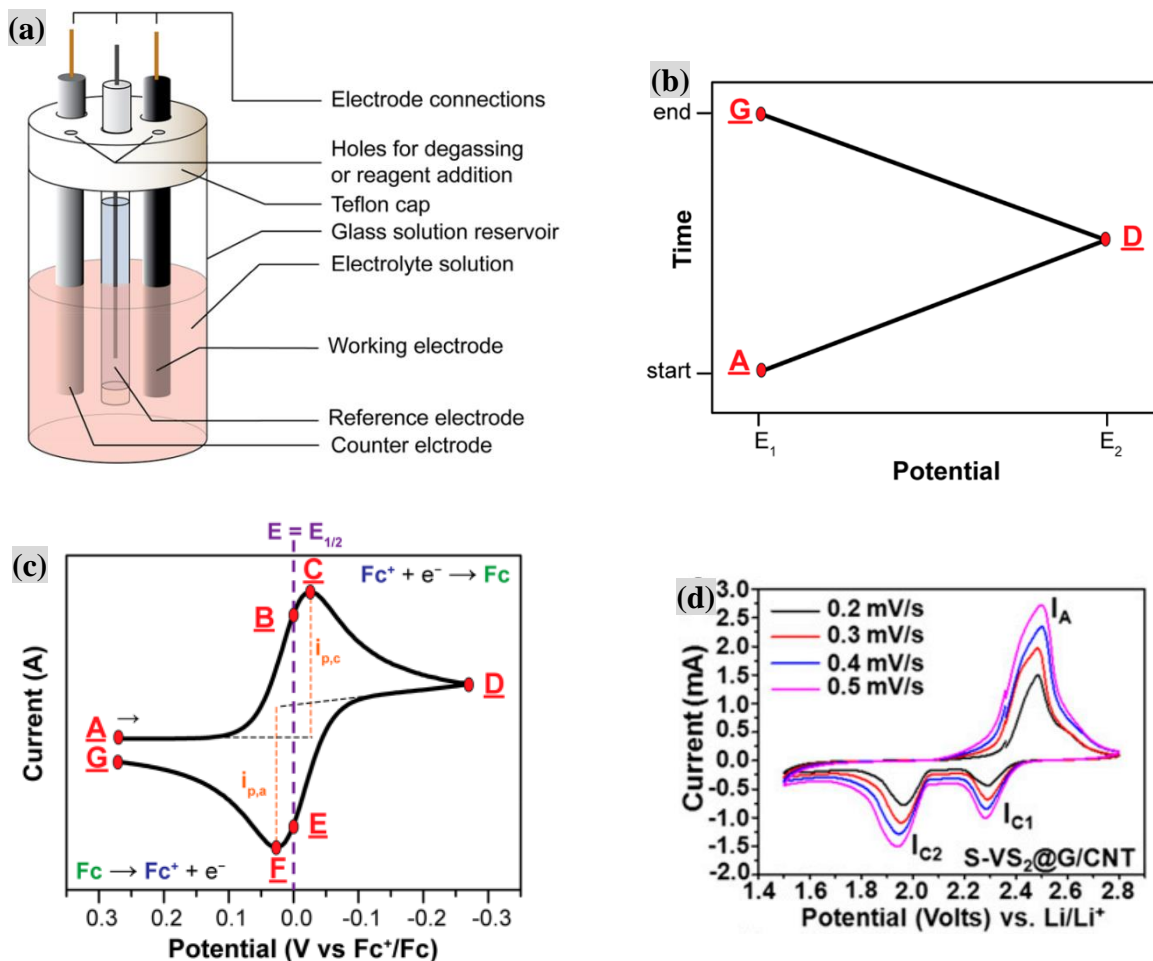 (a)
Electrode connections
Holes for degassing
or reagent addition
Teflon cap
Glass solution reservoir
Electrolyte solution
Working electrode
Reference electrode
Counter elctrode
(b)
end
G
D
Time
start
A
E₁
E₂
Potential
(c)
E = E₁/₂
C
Fc⁺ + e⁻ → Fc
B
i p,c
D
A →
G
Current (A)
i p,a
E
F
Fc → Fc⁺ + e⁻
0.3 0.2 0.1 0.0 -0.1 -0.2 -0.3
Potential (V vs Fc⁺/Fc)
(d)
3.0
2.5
2.0
1.5
1.0
0.5
0.0
-0.5
-1.0
-1.5
-2.0
Current (mA)
0.2 mV/s
0.3 mV/s
0.4 mV/s
0.5 mV/s
I_A
I_C1
I_C2
S-VS₂@G/CNT
1.4 1.6 1.8 2.0 2.2 2.4 2.6 2.8
Potential (Volts) vs. Li/Li⁺